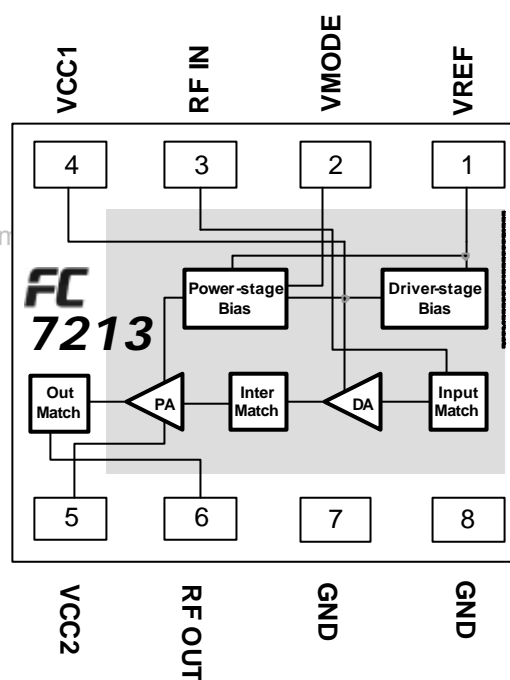 VCC1
RF IN
VMODE
VREF
4
3
2
1
m
FC
7213
Power-stage
Bias
Driver-stage
Bias
Out
Match
PA
Inter
Match
DA
Input
Match
5
6
7
8
VCC2
RF OUT
GND
GND